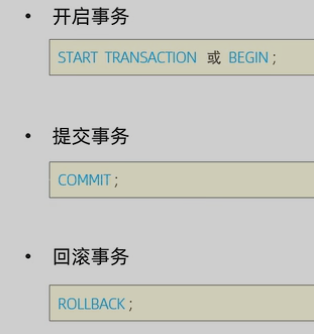 • 开启事务
START TRANSACTION 或 BEGIN ;
• 提交事务
COMMIT ;
• 回滚事务
ROLLBACK ;